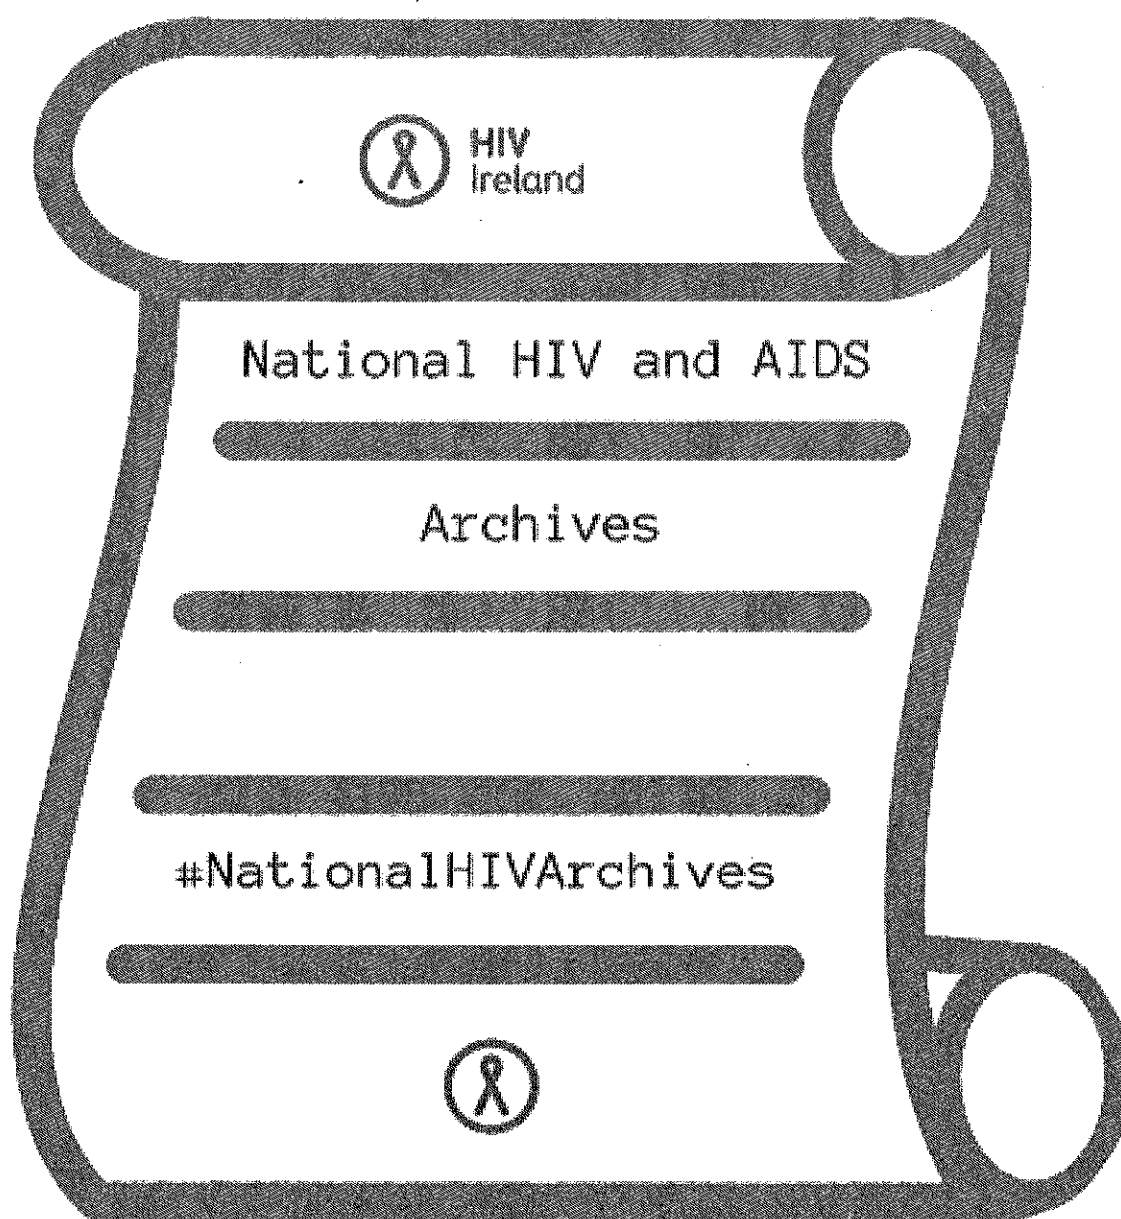 HIV
Ireland
National HIV and AIDS
Archives
#NationalHIVArchives